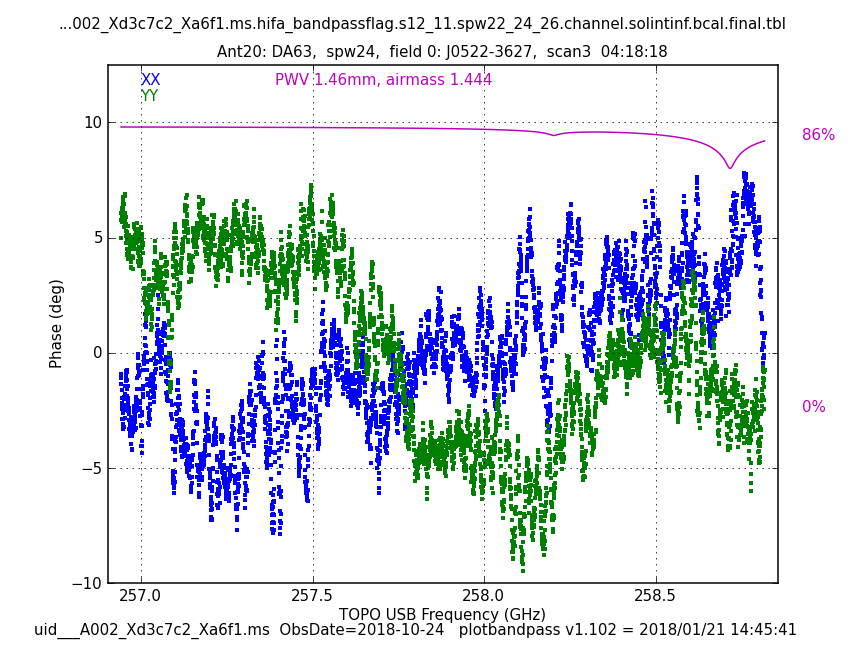 ...002_Xd3c7c2_Xa6f1.ms.hifa_bandpassflag.s12_11.spw22_24_26.channel.solintinf.bcal.final.tbl
Ant20: DA63, spw24, field 0: J0522-3627, scan3 04:18:18
XX
PWV 1.46mm, airmass 1.444
YY
10
86%
5
Phase (deg)
0
0%
−5
−10
257.0 257.5 258.0 258.5
TOPO USB Frequency (GHz)
uid___A002_Xd3c7c2_Xa6f1.ms ObsDate=2018-10-24 plotbandpass v1.102 = 2018/01/21 14:45:41